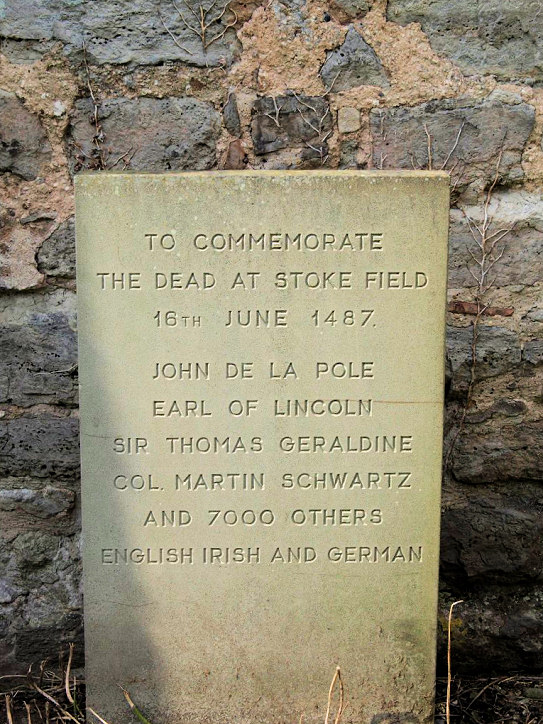 TO COMMEMORATE
THE DEAD AT STOKE FIELD
16TH JUNE 1487.
JOHN DE LA POLE
EARL OF LINCOLN
SIR THOMAS GERALDINE
COL. MARTIN SCHWARTZ
AND 7000 OTHERS
ENGLISH IRISH AND GERMAN